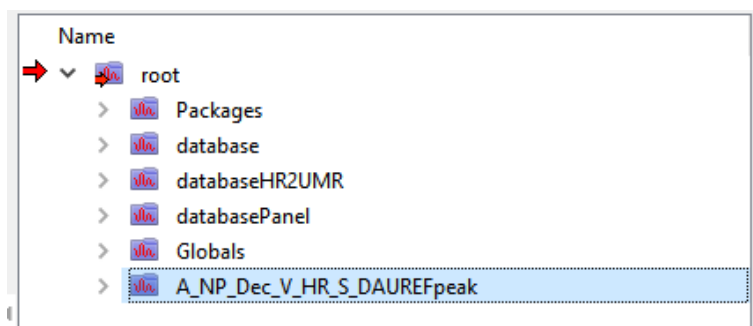 Name
root
Packages
database
databaseHR2UMR
databasePanel
Globals
A_NP_Dec_V_HR_S_DAUREFpeak